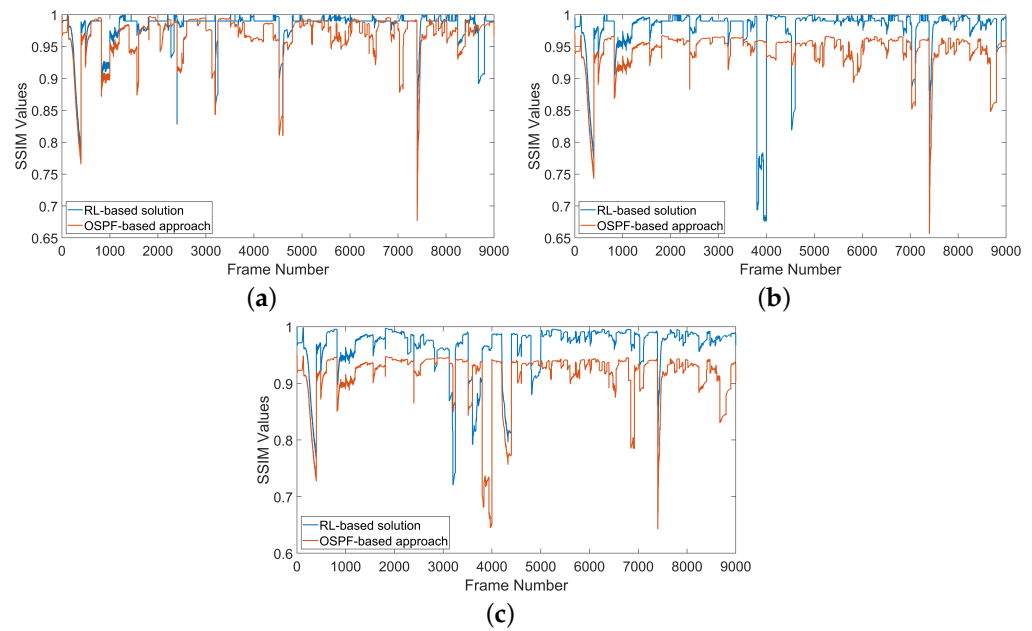 1
0.95
0.9
0.85
0.8
0.75
0.7
0.65
SSIM Values
RL-based solution
OSPF-based approach
0 1000 2000 3000 4000 5000 6000 7000 8000 9000
Frame Number
(a)
1
0.95
0.9
0.85
0.8
0.75
0.7
0.65
SSIM Values
RL-based solution
OSPF-based approach
0 1000 2000 3000 4000 5000 6000 7000 8000 9000
Frame Number
(b)
1
0.9
0.8
0.7
0.6
SSIM Values
RL-based solution
OSPF-based approach
0 1000 2000 3000 4000 5000 6000 7000 8000 9000
Frame Number
(c)